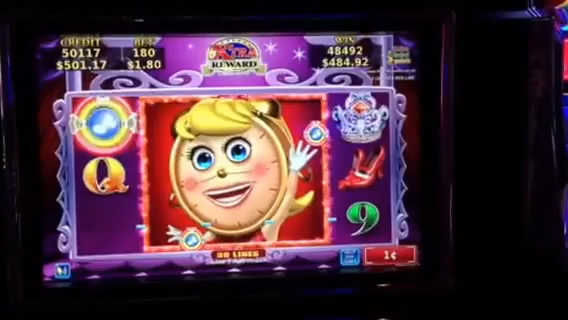 CREDIT
50117
$501.17
BET
180
$1.80
XTRA
REWARD
WIN
48492
$484.92
Q
9
30 LINES
1¢